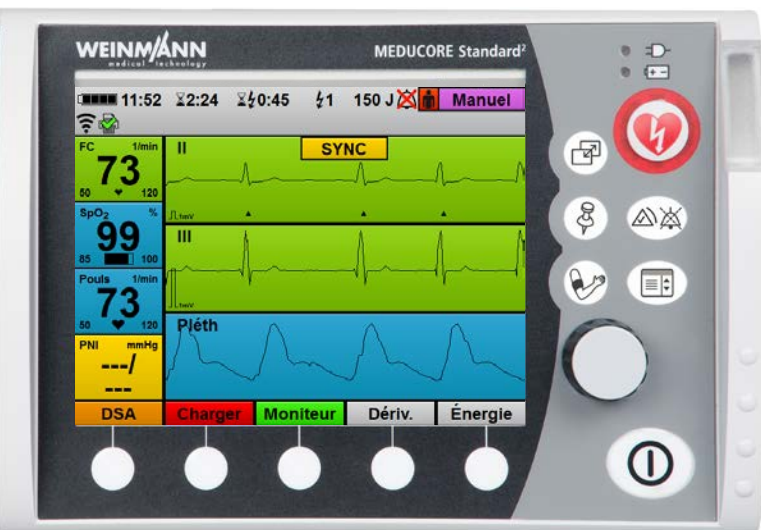 WEINMANN
medical technology
MEDUCORE Standard²
11:52 2:24 0:45 1 150 J Manuel
FC 1/min
73
50 120
II
SYNC
1mV
SpO₂ %
99
85 100
III
1mV
Pouls 1/min
73
50 120
Pléth
PNI mmHg
---/
---
DSA Charger Moniteur Dériv. Énergie